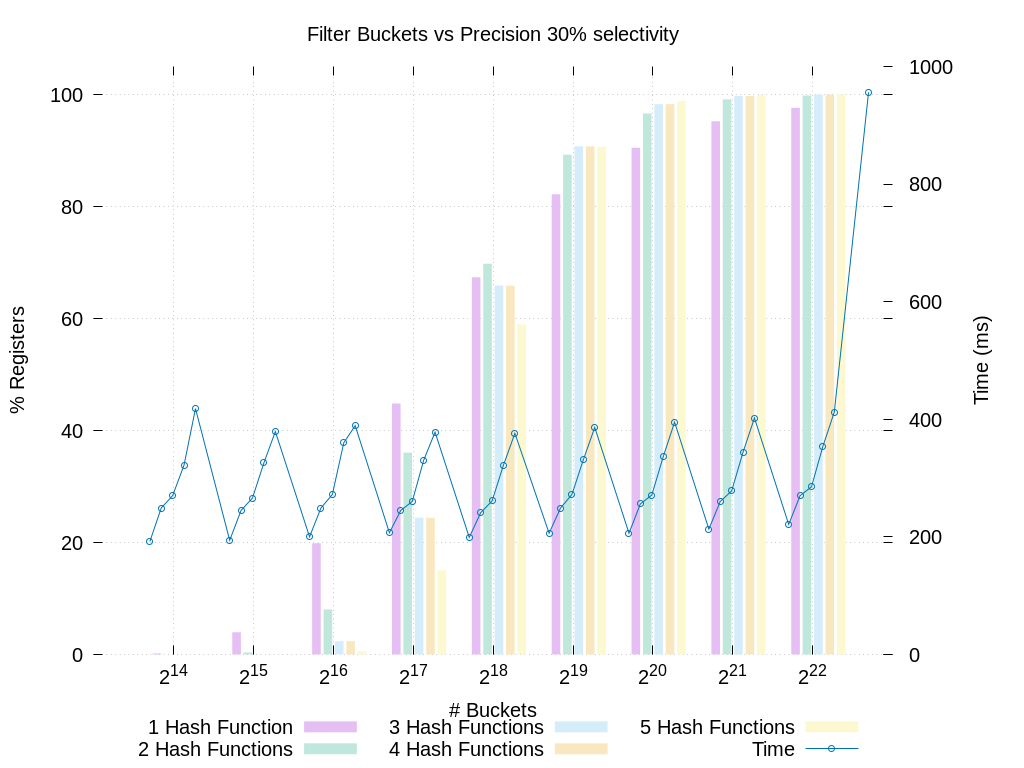 Filter Buckets vs Precision 30% selectivity
1000
100
800
80
600
60
% Registers
Time (ms)
400
40
200
20
0
0
2^14 2^15 2^16 2^17 2^18 2^19 2^20 2^21 2^22
# Buckets
1 Hash Function 3 Hash Functions 5 Hash Functions
2 Hash Functions 4 Hash Functions Time